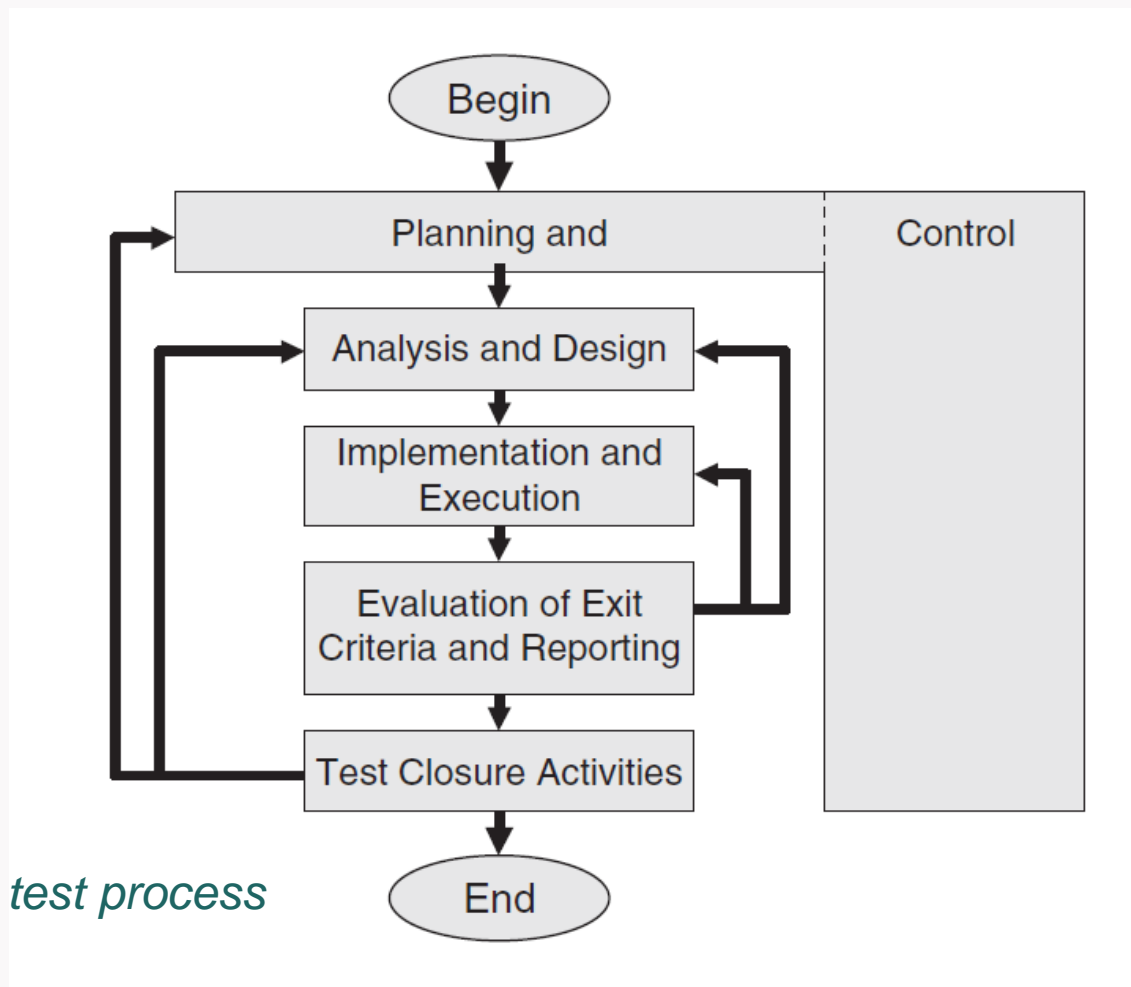 Begin
Planning and
Control
Analysis and Design
Implementation and
Execution
Evaluation of Exit
Criteria and Reporting
Test Closure Activities
End
test process